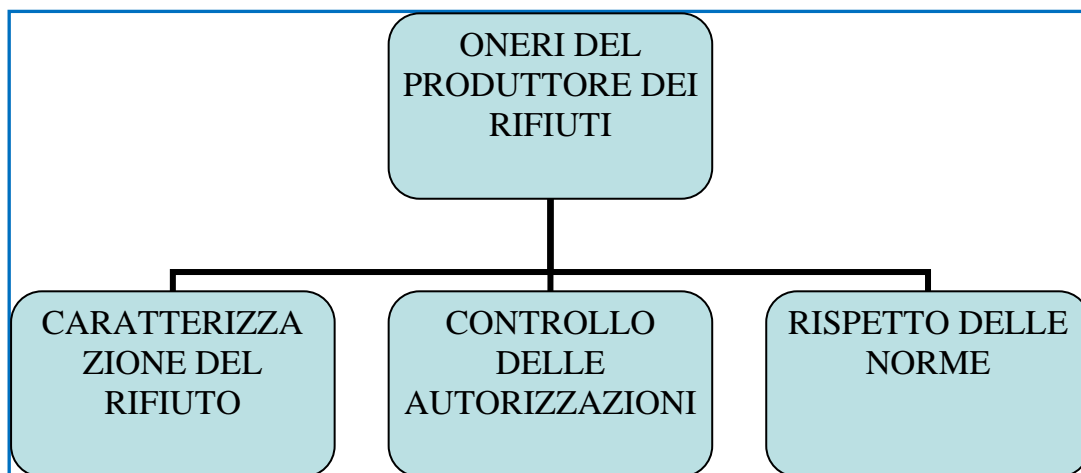 ONERI DEL
PRODUTTORE DEI
RIFIUTI
CARATTERIZZA
ZIONE DEL
RIFIUTO
CONTROLLO
DELLE
AUTORIZZAZIONI
RISPETTO DELLE
NORME